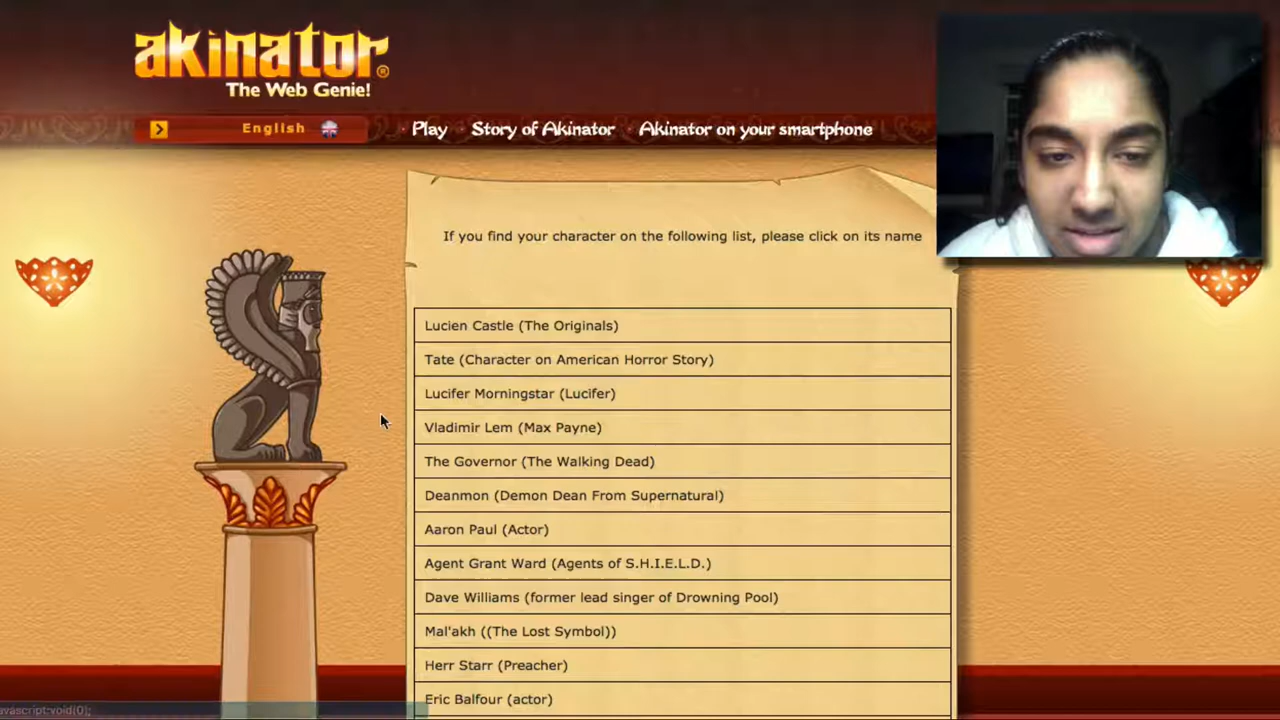 akinator®
The Web Genie!
English
Play
Story of Akinator
Akinator on your smartphone
If you find your character on the following list, please click on its name
Lucien Castle (The Originals)
Tate (Character on American Horror Story)
Lucifer Morningstar (Lucifer)
Vladimir Lem (Max Payne)
The Governor (The Walking Dead)
Deanmon (Demon Dean From Supernatural)
Aaron Paul (Actor)
Agent Grant Ward (Agents of S.H.I.E.L.D.)
Dave Williams (former lead singer of Drowning Pool)
Mal'akh ((The Lost Symbol))
Herr Starr (Preacher)
Eric Balfour (actor)
avascript:void(0);